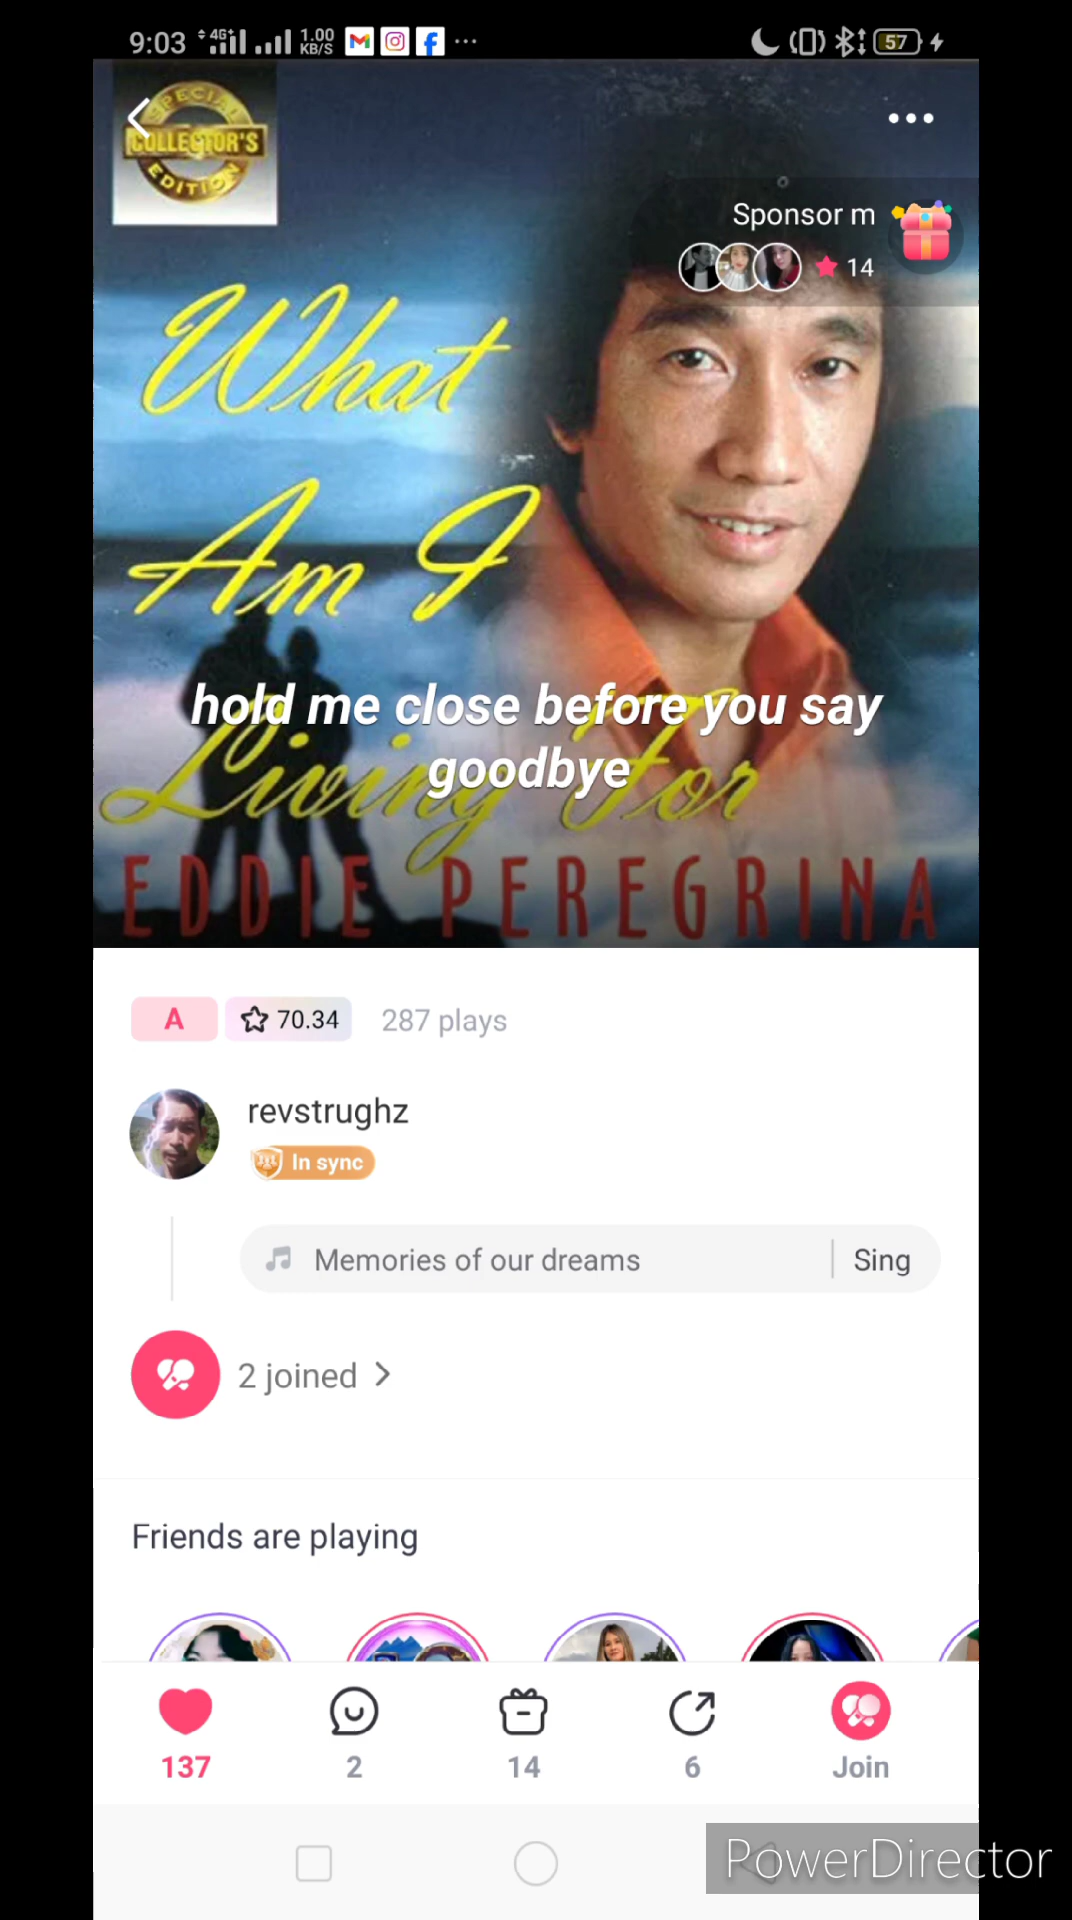 9:03 4G+ 1.00 KB/S 57
SPECIAL
COLLECTOR'S
EDITION
Sponsor m
14
What
Am I
Living For
hold me close before you say
goodbye
EDDIE PEREGRINA
A 70.34 287 plays
revstrughz
In sync
Memories of our dreams Sing
2 joined
Friends are playing
137 2 14 6 Join
PowerDirector